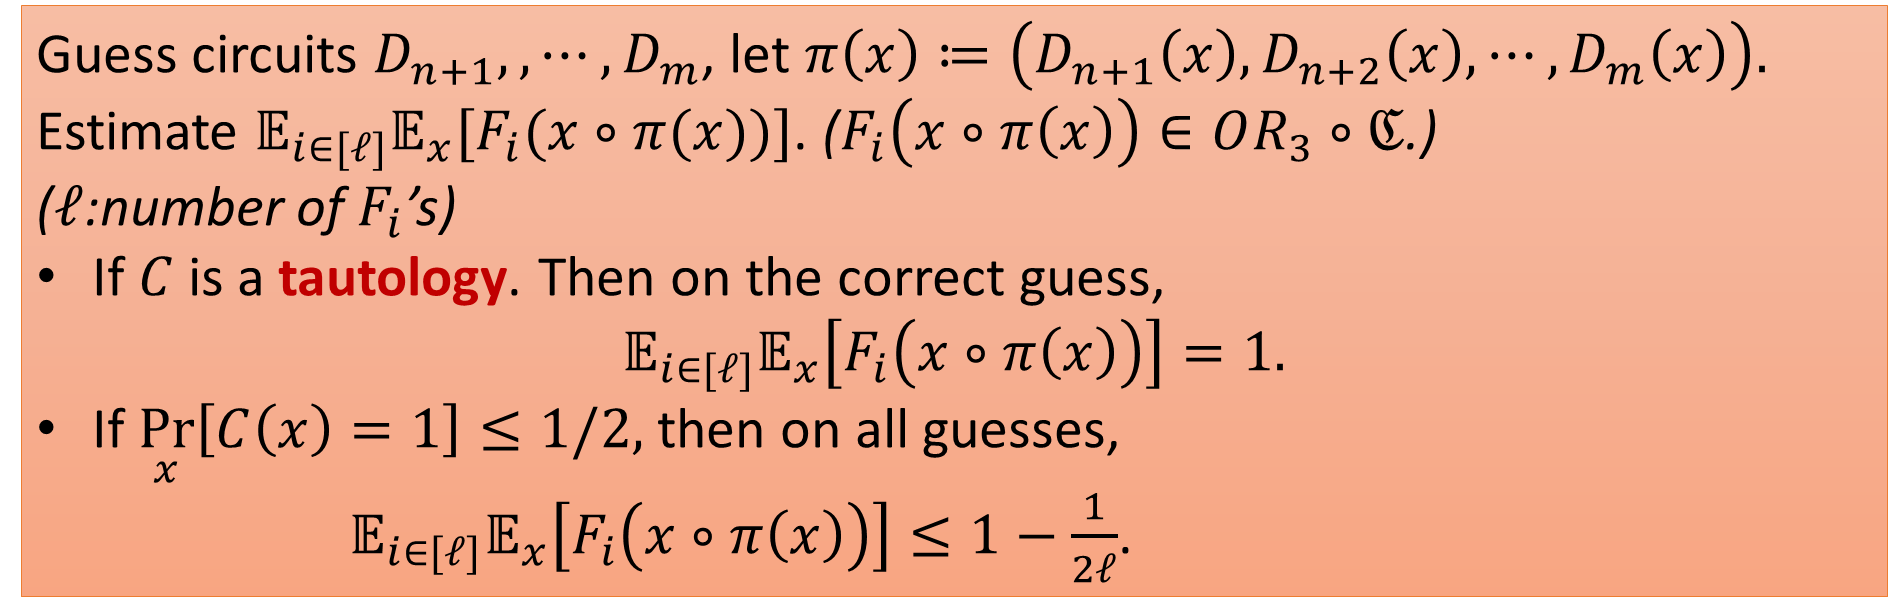 Guess circuits D_{n+1}, , ⋯ , D_m, let π(x) := (D_{n+1}(x), D_{n+2}(x), ⋯ , D_m(x)).
Estimate 𝔼_{i∈[ℓ]}𝔼_x[F_i(x ∘ π(x))]. (F_i(x ∘ π(x)) ∈ OR_3 ∘ ℭ.)
(ℓ:number of F_i's)
• If C is a tautology. Then on the correct guess,
𝔼_{i∈[ℓ]}𝔼_x[F_i(x ∘ π(x))] = 1.
• If Pr_x[C(x) = 1] ≤ 1/2, then on all guesses,
𝔼_{i∈[ℓ]}𝔼_x[F_i(x ∘ π(x))] ≤ 1 − \frac{1}{2ℓ}.